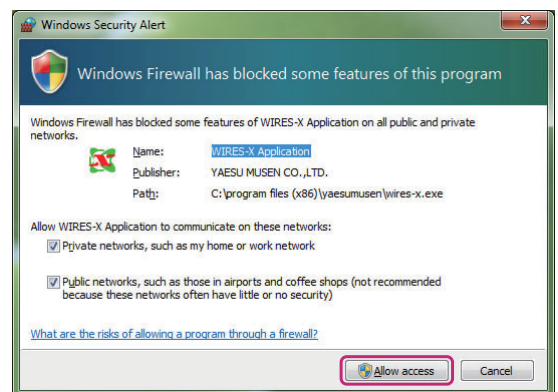 Windows Security Alert
Windows Firewall has blocked some features of this program
Windows Firewall has blocked some features of WIRES-X Application on all public and private
networks.
Name: WIRES-X Application
Publisher: YAESU MUSEN CO.,LTD.
Path: C:\program files (x86)\yaesumusen\wires-x.exe
Allow WIRES-X Application to communicate on these networks:
Private networks, such as my home or work network
Public networks, such as those in airports and coffee shops (not recommended
because these networks often have little or no security)
What are the risks of allowing a program through a firewall?
Allow access Cancel